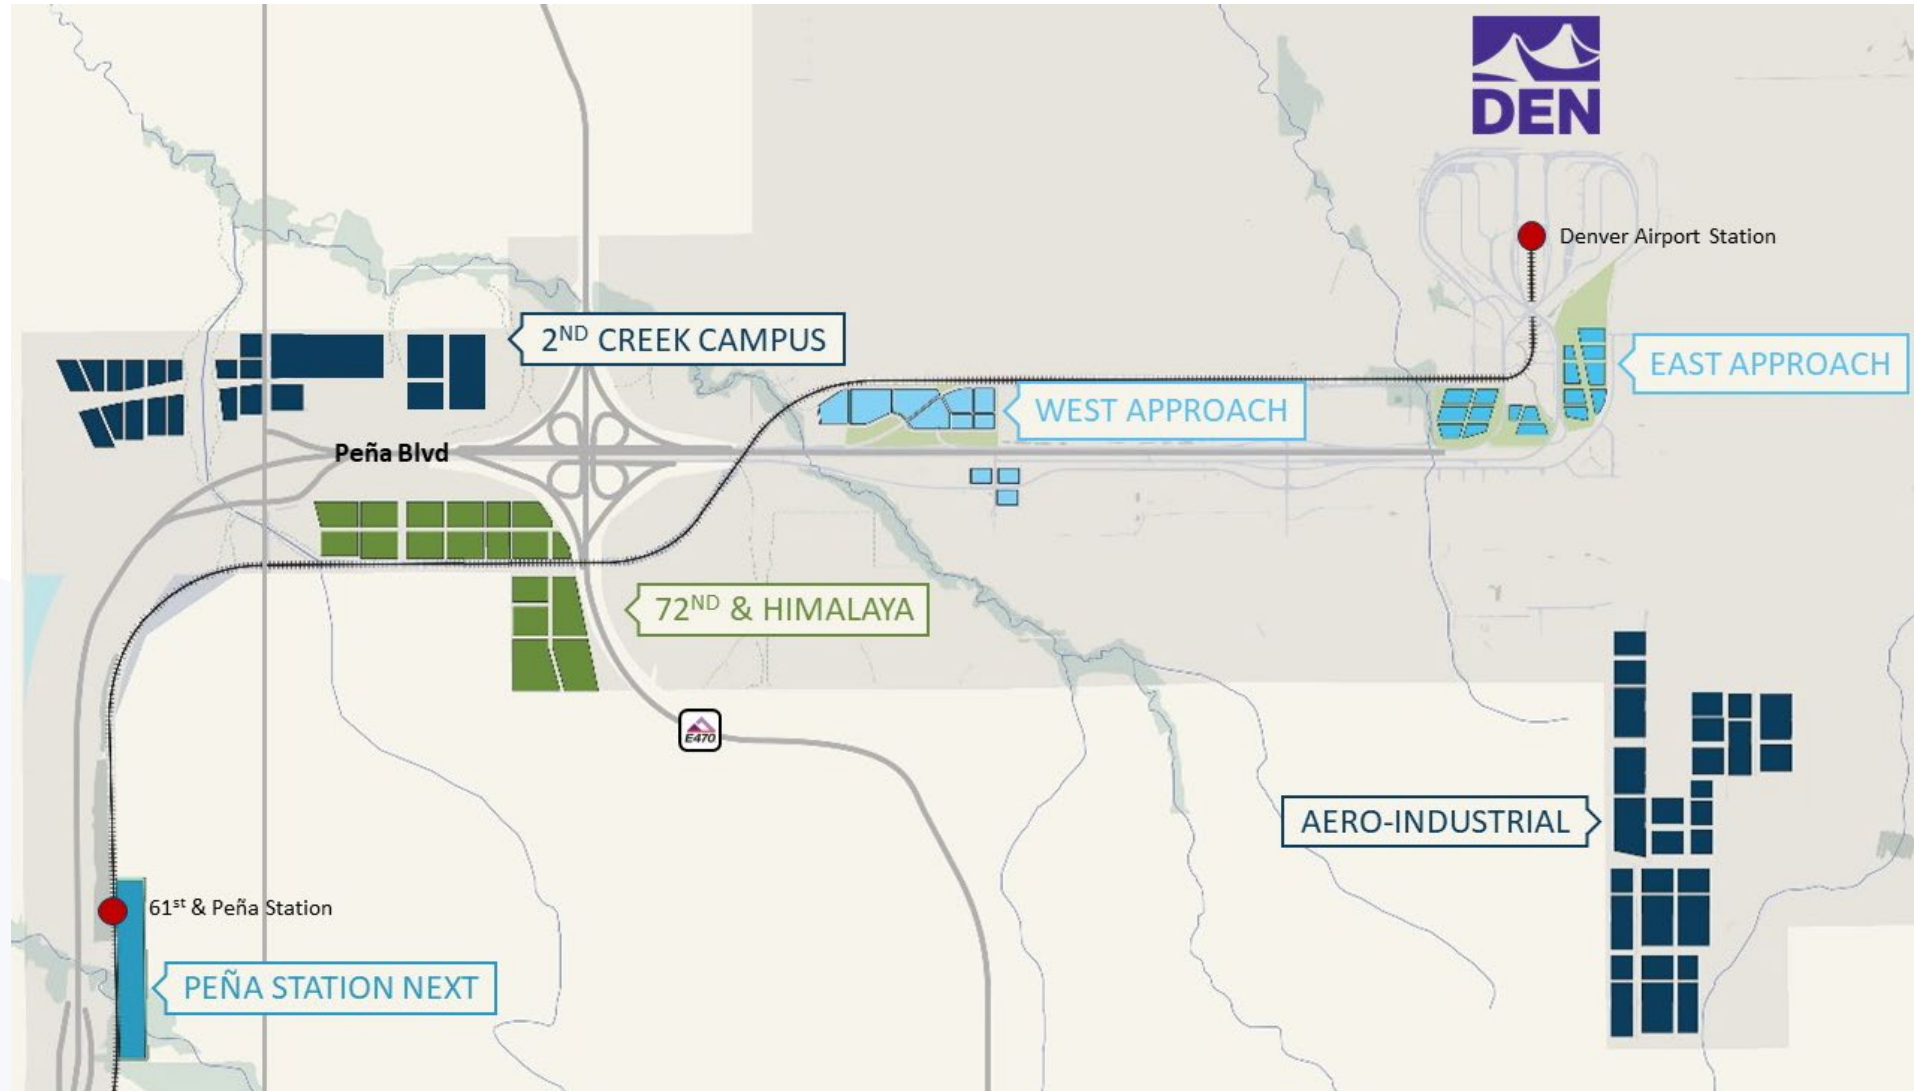 DEN
Denver Airport Station
2ND CREEK CAMPUS
EAST APPROACH
WEST APPROACH
Peña Blvd
72ND & HIMALAYA
E470
AERO-INDUSTRIAL
61st & Peña Station
PEÑA STATION NEXT